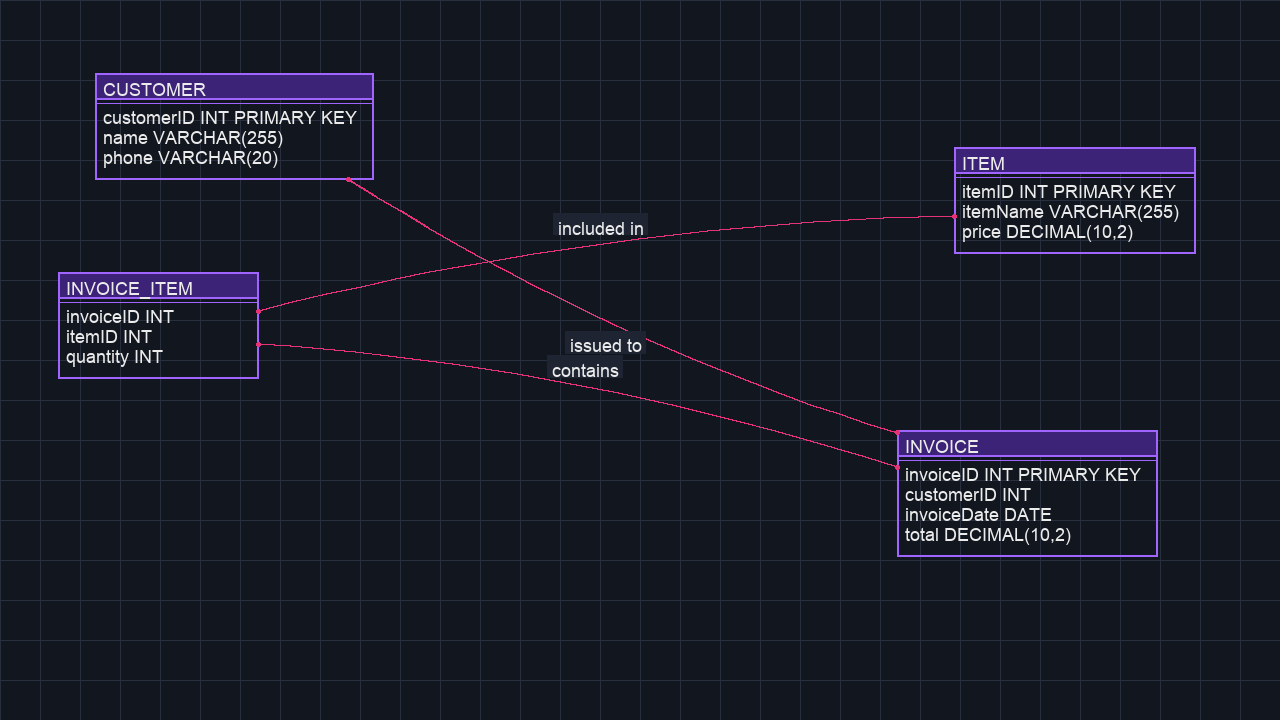 CUSTOMER
customerID INT PRIMARY KEY
name VARCHAR(255)
phone VARCHAR(20)
ITEM
itemID INT PRIMARY KEY
itemName VARCHAR(255)
price DECIMAL(10,2)
included in
INVOICE_ITEM
invoiceID INT
itemID INT
quantity INT
issued to
contains
INVOICE
invoiceID INT PRIMARY KEY
customerID INT
invoiceDate DATE
total DECIMAL(10,2)